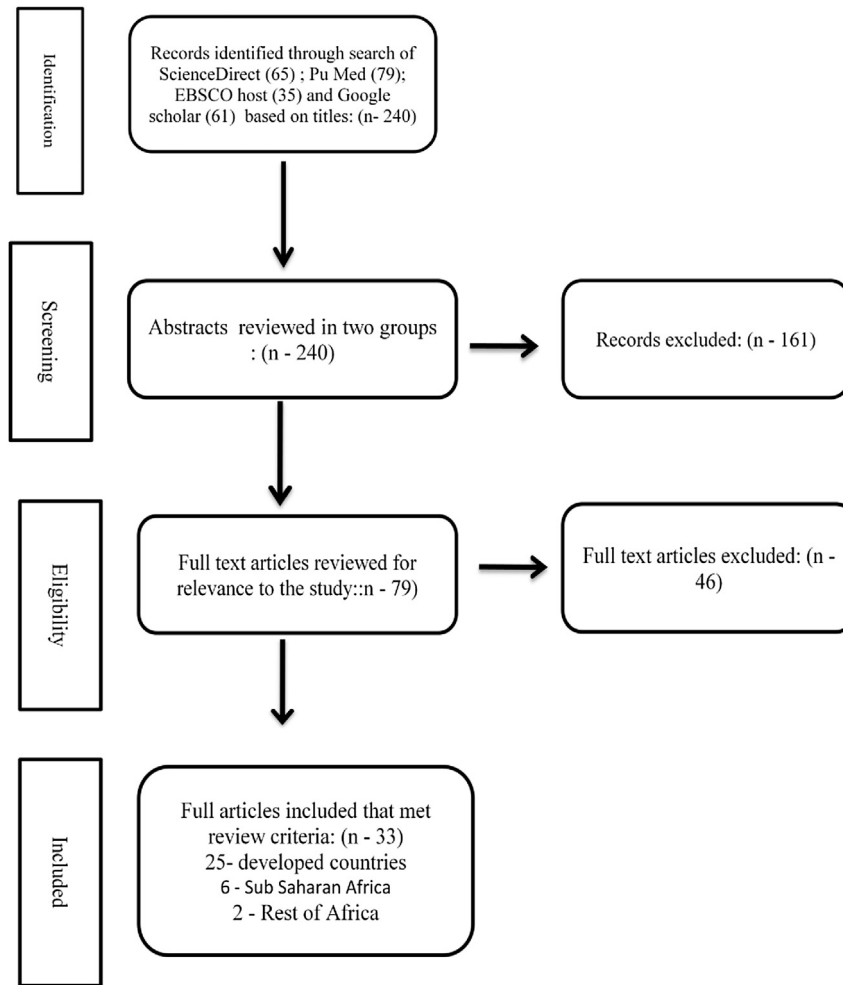 Identification
Records identified through search of
ScienceDirect (65) ; Pu Med (79);
EBSCO host (35) and Google
scholar (61) based on titles: (n- 240)
Screening
Abstracts reviewed in two groups
: (n - 240)
Records excluded: (n - 161)
Eligibility
Full text articles reviewed for
relevance to the study::n - 79)
Full text articles excluded: (n -
46)
Included
Full articles included that met
review criteria: (n - 33)
25- developed countries
6 - Sub Saharan Africa
2 - Rest of Africa